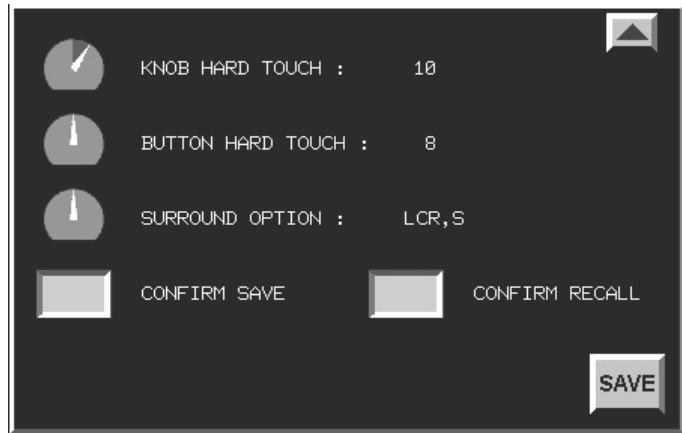 KNOB HARD TOUCH : 10
BUTTON HARD TOUCH : 8
SURROUND OPTION : LCR,S
CONFIRM SAVE CONFIRM RECALL
SAVE